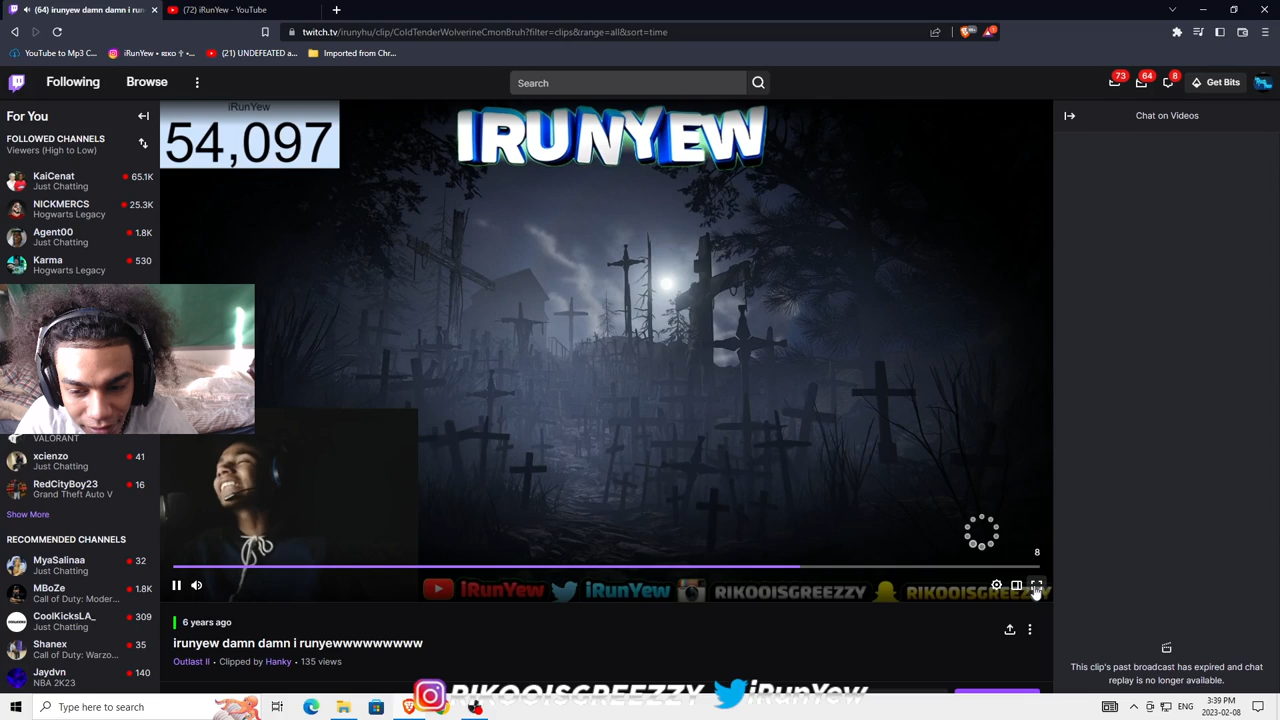 (64) irunyew damn damn i run
(72) iRunYew - YouTube
twitch.tv/irunyhu/clip/ColdTenderWolverineCmonBruh?filter=clips&range=all&sort=time
YouTube to Mp3 C...
iRunYew
(21) UNDEFEATED a
Imported from Chr...
Following
Browse
Search
73
64
8
Get Bits
For You
FOLLOWED CHANNELS
Viewers (High to Low)
KaiCenat
65.1K
Just Chatting
NICKMERCS
25.3K
Hogwarts Legacy
Agent00
1.8K
Just Chatting
Karma
530
Hogwarts Legacy
VALORANT
xcienzo
41
Just Chatting
RedCityBoy23
16
Grand Theft Auto V
Show More
RECOMMENDED CHANNELS
MyaSalinaa
32
Just Chatting
MBoZe
1.8K
Call of Duty: Moder...
CoolKicksLA_
309
Just Chatting
Shanex
35
Call of Duty: Warzo...
Jaydvn
140
NBA 2K23
iRunYew
54,097
IRUNYEW
8
iRunYew
iRunYew
RIKOOISGREEZZY
RIKOOISGREEZZY
6 years ago
irunyew damn damn i runyewwwwwwwww
Outlast II • Clipped by Hanky • 135 views
Chat on Videos
This clip's past broadcast has expired and chat
replay is no longer available.
RIKOOISGREEZZY
iRunYew
Type here to search
ENG
3:39 PM
2023-02-08